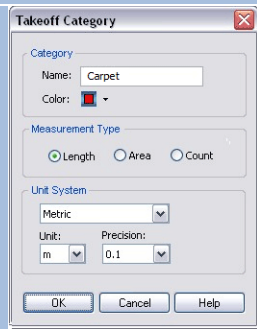 Takeoff Category
Category
Name: Carpet
Color:
Measurement Type
Length Area Count
Unit System
Metric
Unit: Precision:
m 0.1
OK Cancel Help